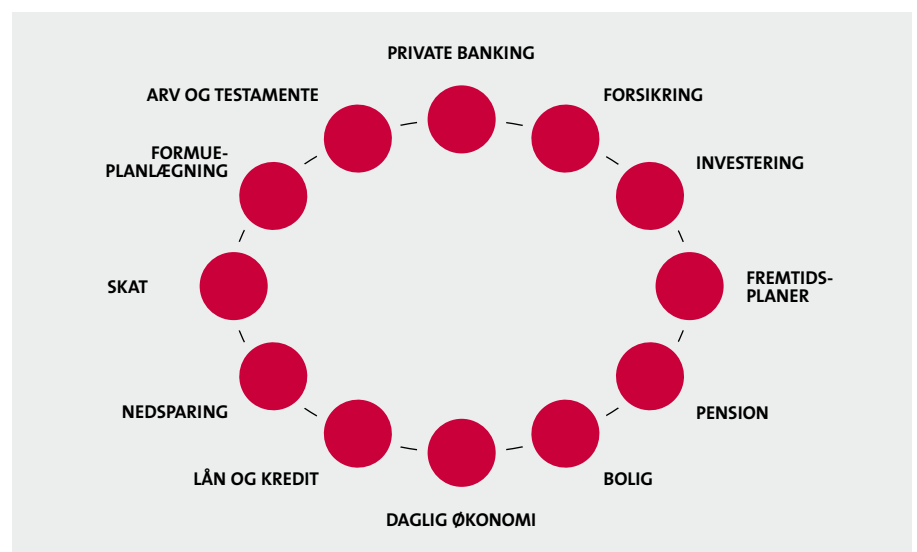 PRIVATE BANKING
ARV OG TESTAMENTE
FORSIKRING
FORMUE-
PLANLÆGNING
INVESTERING
SKAT
FREMTIDS-
PLANER
NEDSPARING
PENSION
LÅN OG KREDIT
BOLIG
DAGLIG ØKONOMI